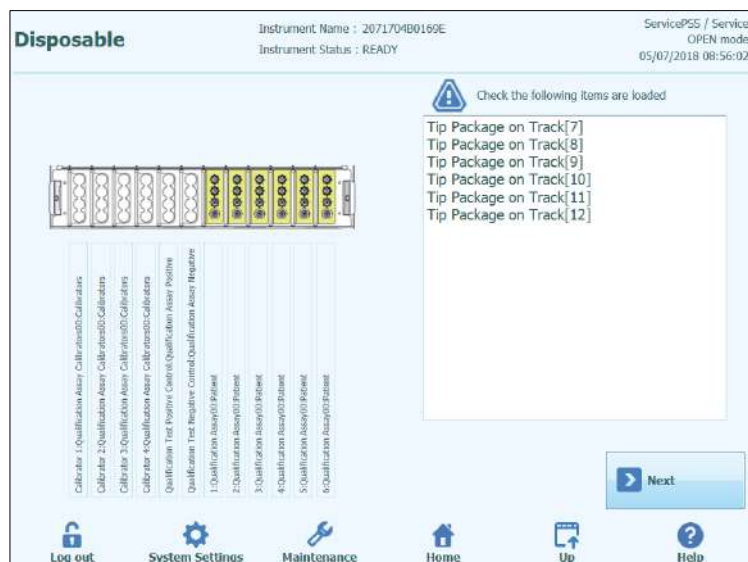 Disposable
Instrument Name : 2071704B0169E
Instrument Status : READY
ServicePSS / Service
OPEN mode
05/07/2018 08:56:02
Check the following items are loaded
Tip Package on Track[7]
Tip Package on Track[8]
Tip Package on Track[9]
Tip Package on Track[10]
Tip Package on Track[11]
Tip Package on Track[12]
Calibrator 1:Qualification Assay Calibrators00:Calibrators
Calibrator 2:Qualification Assay Calibrators00:Calibrators
Calibrator 3:Qualification Assay Calibrators00:Calibrators
Calibrator 4:Qualification Assay Calibrators00:Calibrators
Qualification Test Positive Control:Qualification Assay Positive
Qualification Test Negative Control:Qualification Assay Negative
1:Qualification Assay00:Patient
2:Qualification Assay00:Patient
3:Qualification Assay00:Patient
4:Qualification Assay00:Patient
5:Qualification Assay00:Patient
6:Qualification Assay00:Patient
Next
Log out
System Settings
Maintenance
Home
Up
Help